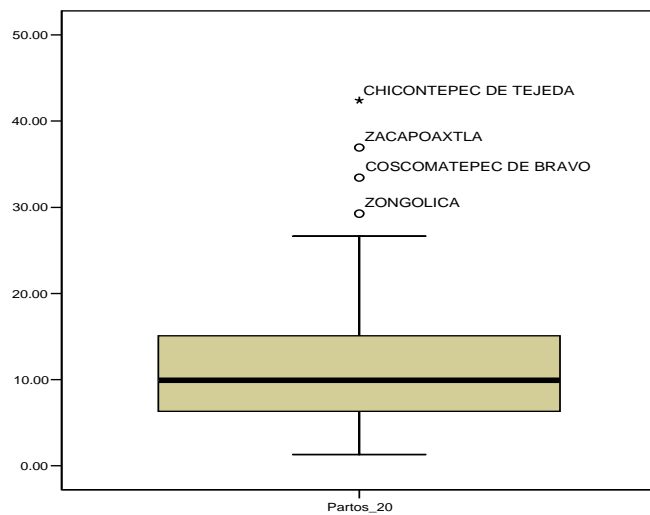 50.00
CHICONTEPEC DE TEJEDA
40.00
ZACAPOAXTLA
COSCOMATEPEC DE BRAVO
30.00
ZONGOLICA
20.00
10.00
0.00
Partos_20